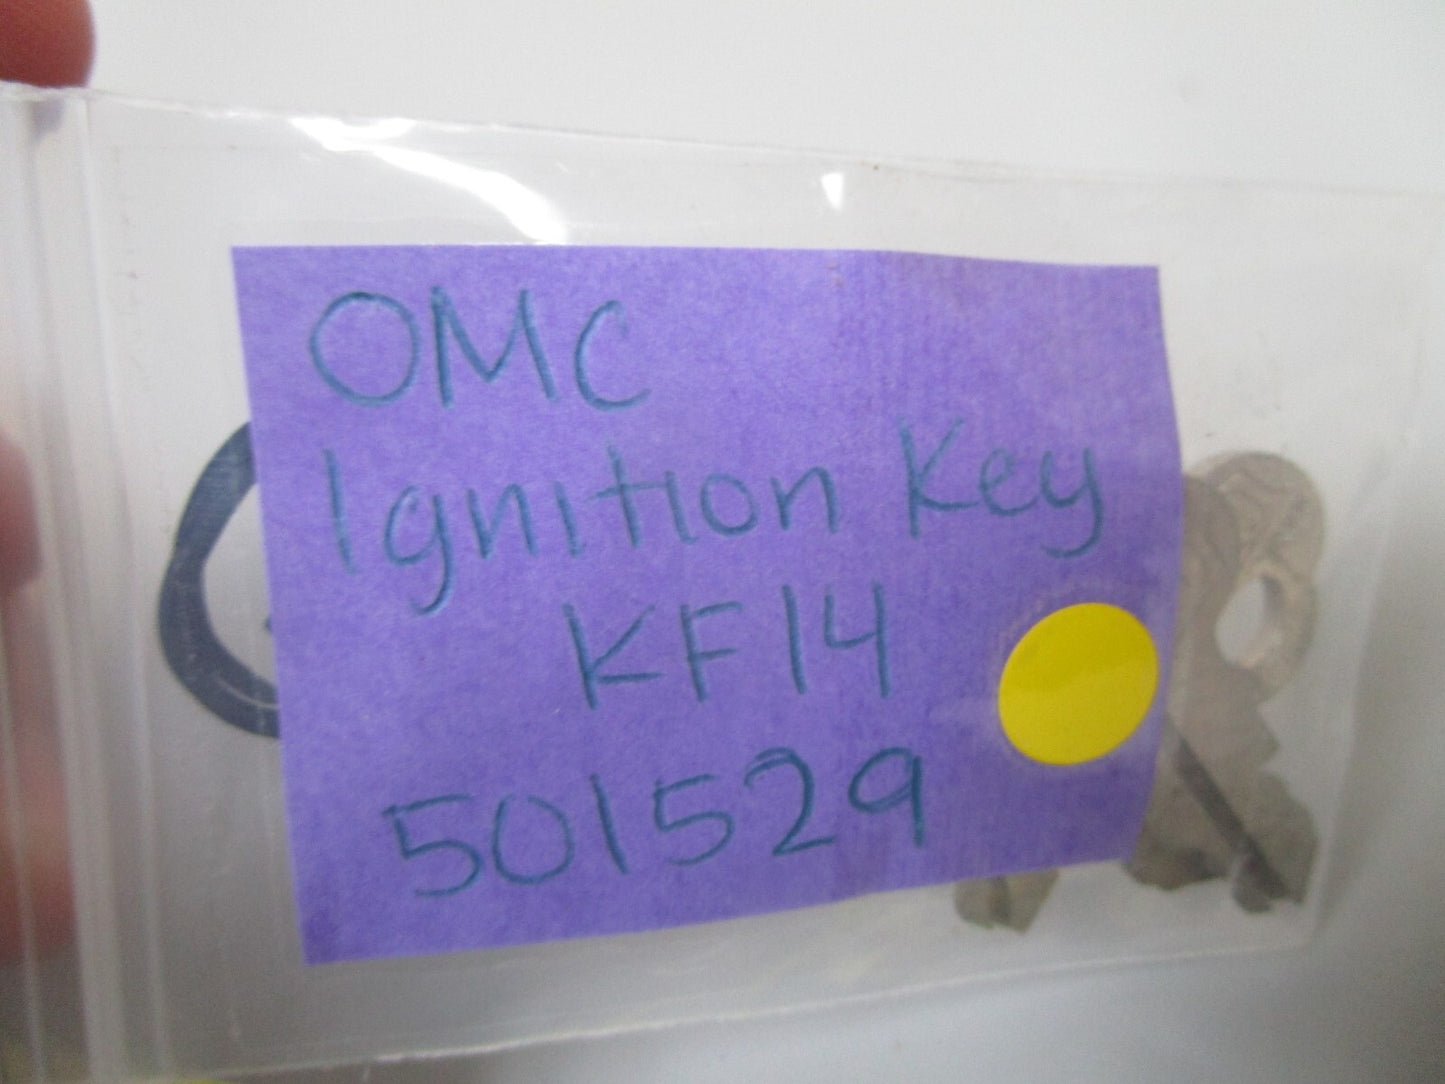 OMC
Ignition Key
KF14
501529